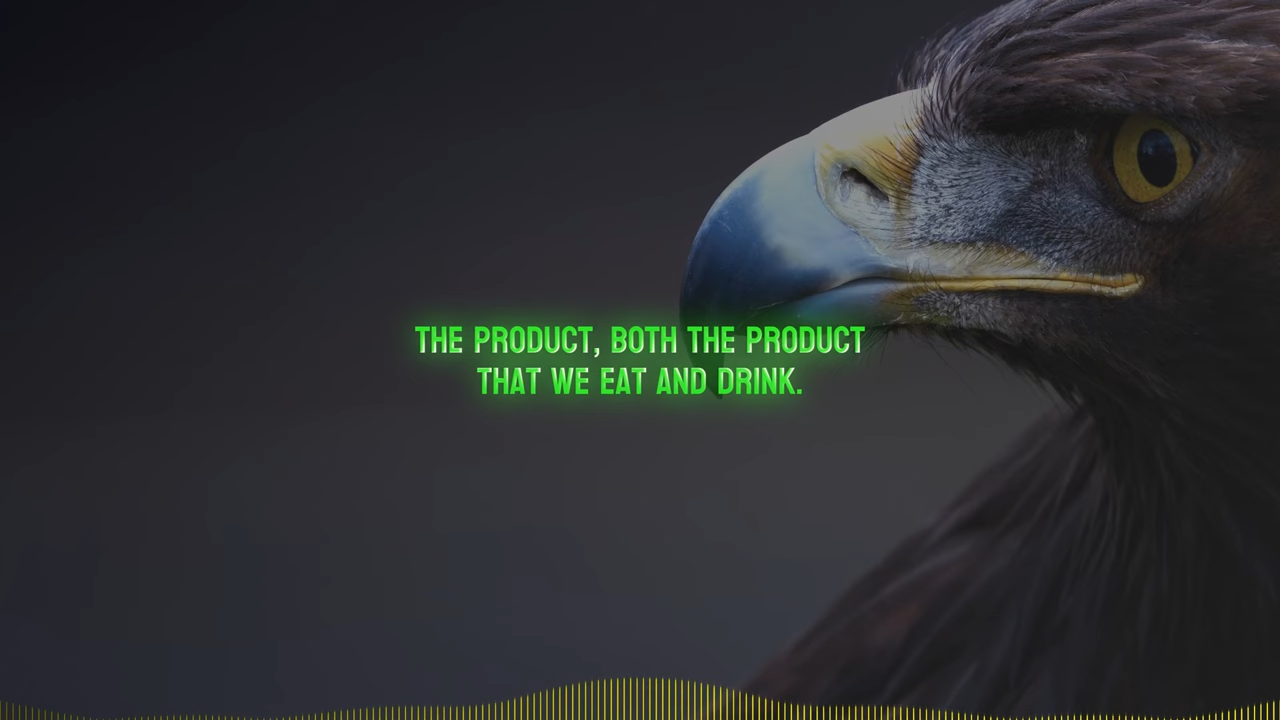 THE PRODUCT, BOTH THE PRODUCT
THAT WE EAT AND DRINK.